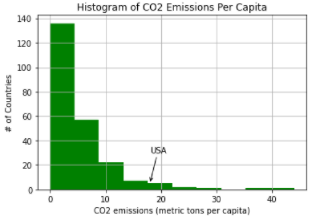 Histogram of CO2 Emissions Per Capita
140
120
100
80
60
40
20
0
# of Countries
USA
0 10 20 30 40
CO2 emissions (metric tons per capita)